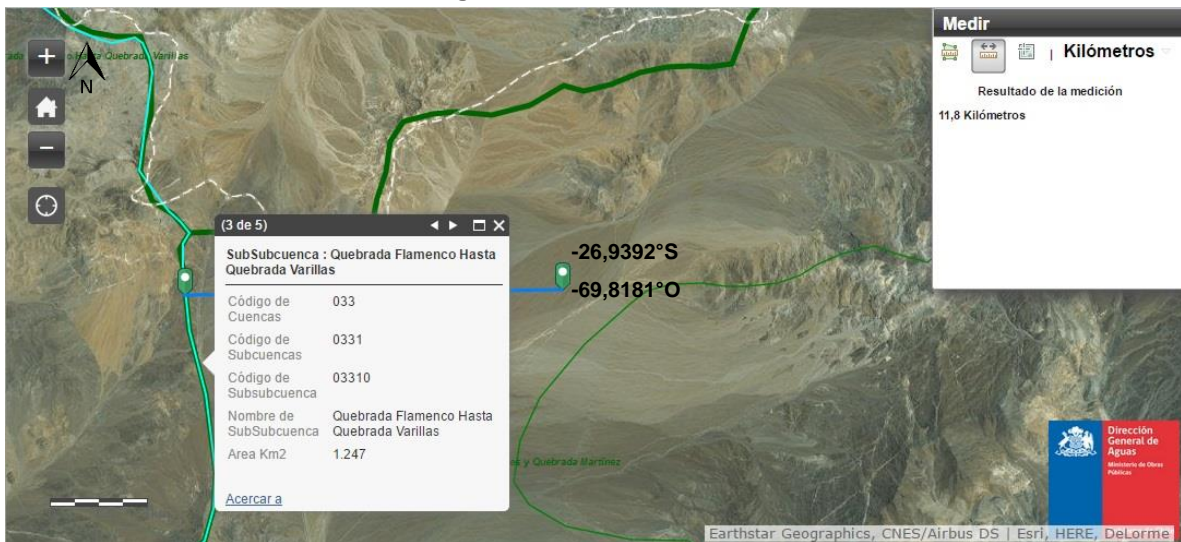 Hasta Quebrada Varillas
N
Medir
Kilómetros
Resultado de la medición
11,8 Kilómetros
(3 de 5)
SubSubcuenca : Quebrada Flamenco Hasta
Quebrada Varillas
Código de
Cuencas
033
Código de
Subcuencas
0331
Código de
Subsubcuenca
03310
Nombre de
SubSubcuenca
Quebrada Flamenco Hasta
Quebrada Varillas
Area Km2
1.247
Acercar a
-26,9392°S
-69,8181°O
y Quebrada Martínez
Dirección
General de
Aguas
Ministerio de Obras
Públicas
Earthstar Geographics, CNES/Airbus DS | Esri, HERE, DeLorme